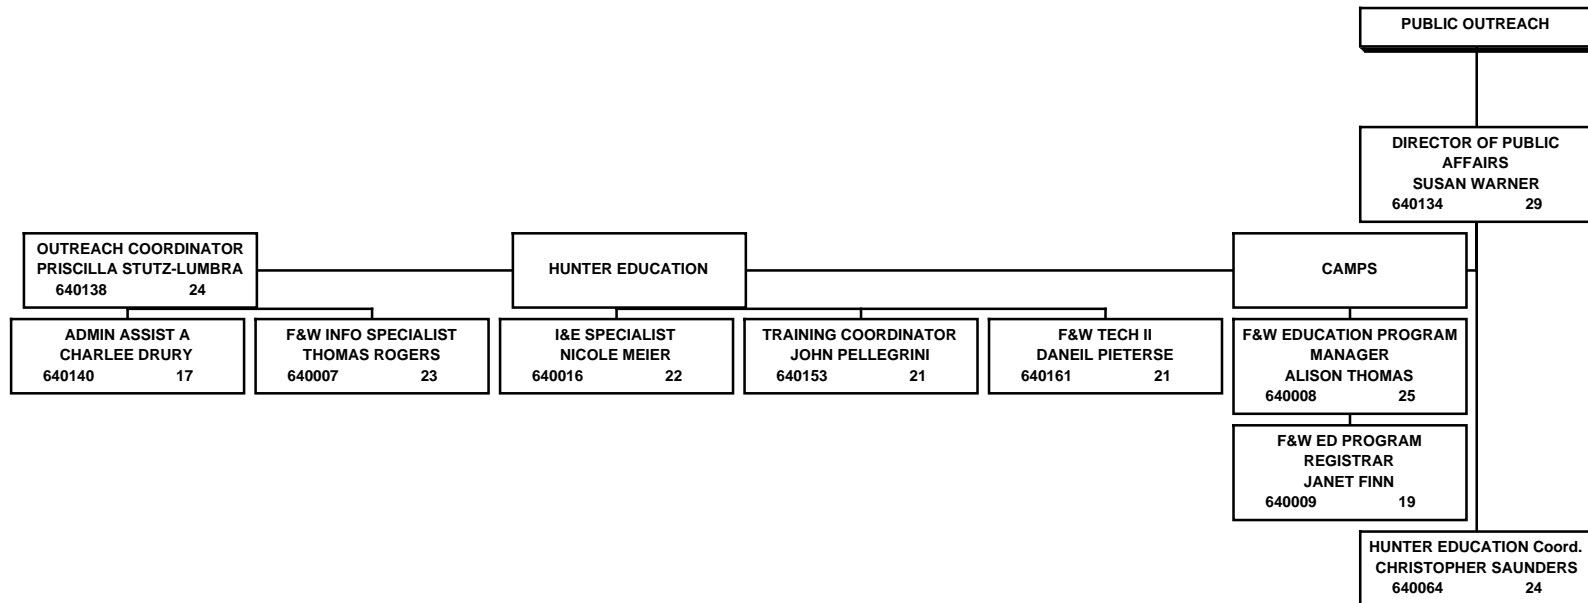 PUBLIC OUTREACH
DIRECTOR OF PUBLIC
AFFAIRS
SUSAN WARNER
640134 29
OUTREACH COORDINATOR
PRISCILLA STUTZ-LUMBRA
640138 24
HUNTER EDUCATION
CAMPS
ADMIN ASSIST A
CHARLEE DRURY
640140 17
F&W INFO SPECIALIST
THOMAS ROGERS
640007 23
I&E SPECIALIST
NICOLE MEIER
640016 22
TRAINING COORDINATOR
JOHN PELLEGRINI
640153 21
F&W TECH II
DANEIL PIETERSE
640161 21
F&W EDUCATION PROGRAM
MANAGER
ALISON THOMAS
640008 25
F&W ED PROGRAM
REGISTRAR
JANET FINN
640009 19
HUNTER EDUCATION Coord.
CHRISTOPHER SAUNDERS
640064 24